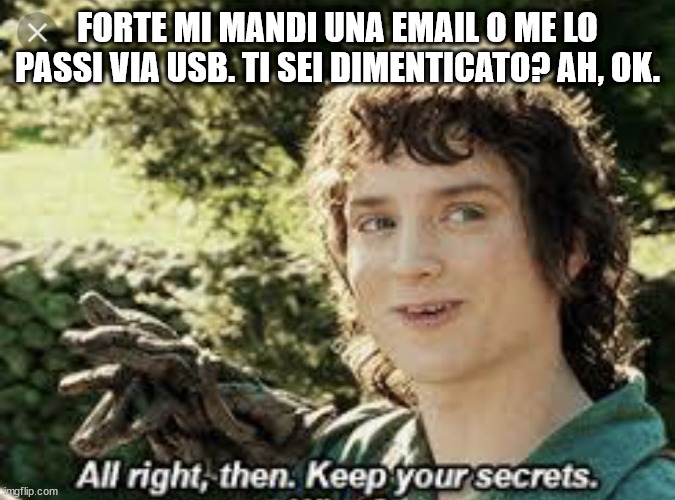 FORTE MI MANDI UNA EMAIL O ME LO
PASSI VIA USB. TI SEI DIMENTICATO? AH, OK.
All right, then. Keep your secrets.
imgflip.com